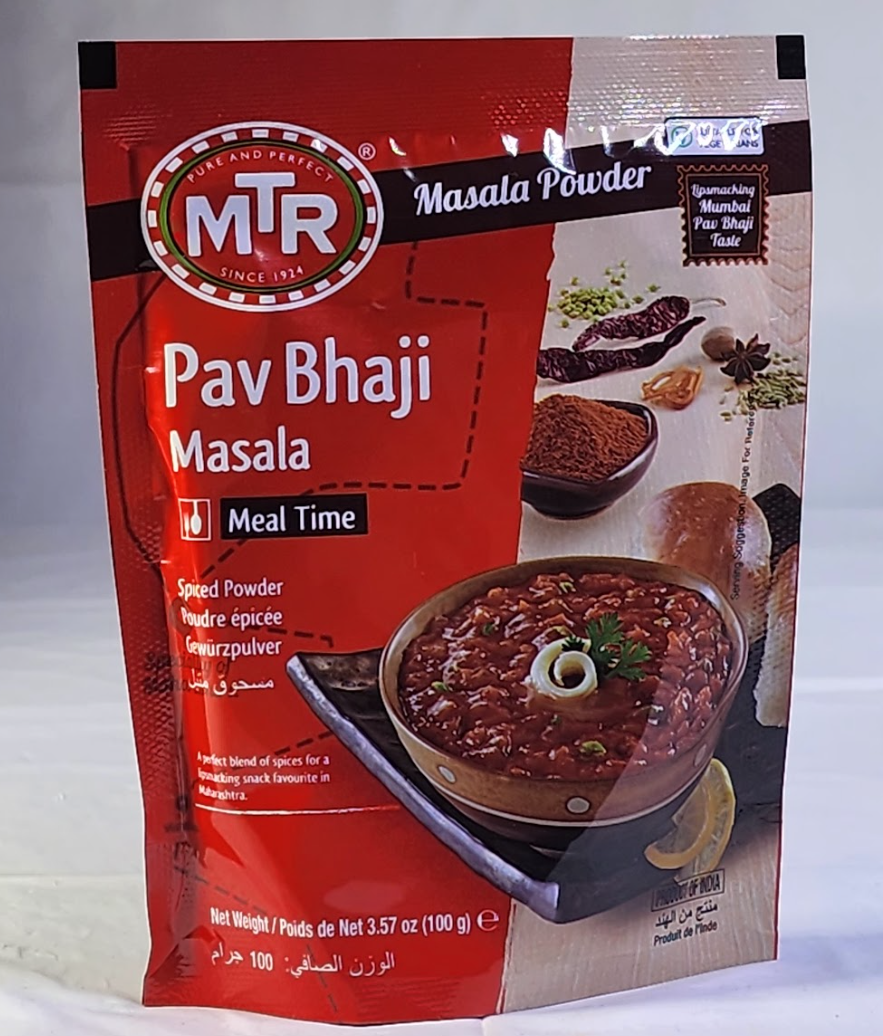 PURE AND PERFECT
MTR
SINCE 1924
®
Masala Powder
VEGETARIANS
Lipsmacking
Mumbai
Pav Bhaji
Taste
Pav Bhaji
Masala
Meal Time
Spiced Powder
Poudre épicée
Gewürzpulver
مسحوق متبل
Serving Suggestion, Image For
A perfect blend of spices for a
lipsmacking snack favourite in
Maharashtra.
Net Weight / Poids de Net 3.57 oz (100 g) e
الوزن الصافي: 100 جرام
PRODUCT OF INDIA
منتج من الهند
Produit de l'Inde